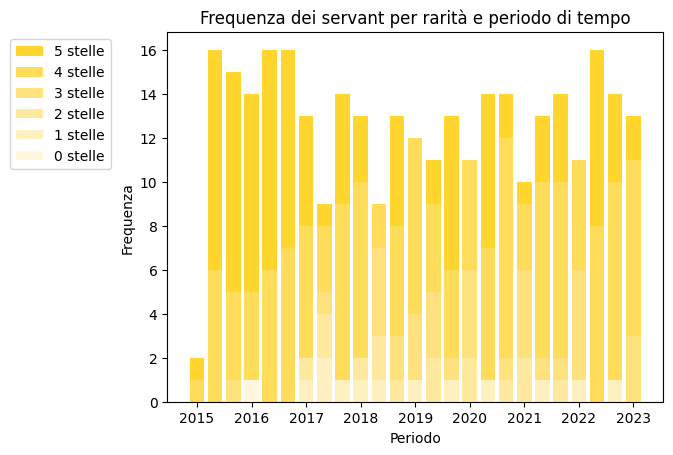 Frequenza dei servant per rarità e periodo di tempo
5 stelle
4 stelle
3 stelle
2 stelle
1 stelle
0 stelle
Frequenza
16
14
12
10
8
6
4
2
0
2015 2016 2017 2018 2019 2020 2021 2022 2023
Periodo